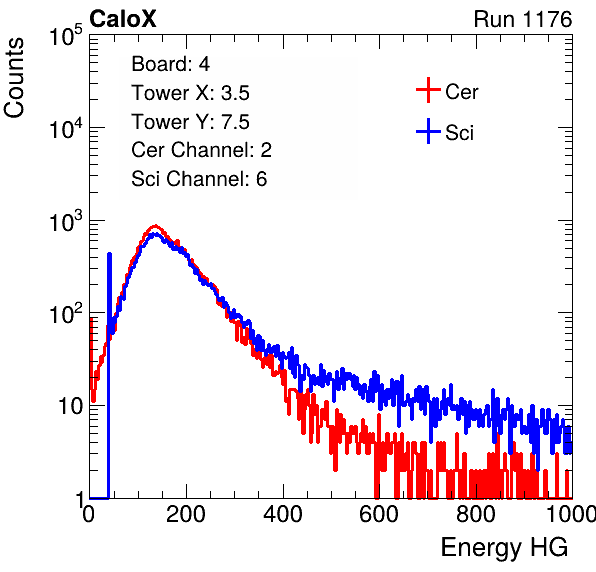 CaloX Run 1176
Counts
Board: 4
Tower X: 3.5
Tower Y: 7.5
Cer Channel: 2
Sci Channel: 6
Cer
Sci
10^5
10^4
10^3
10^2
10
1
0 200 400 600 800 1000
Energy HG